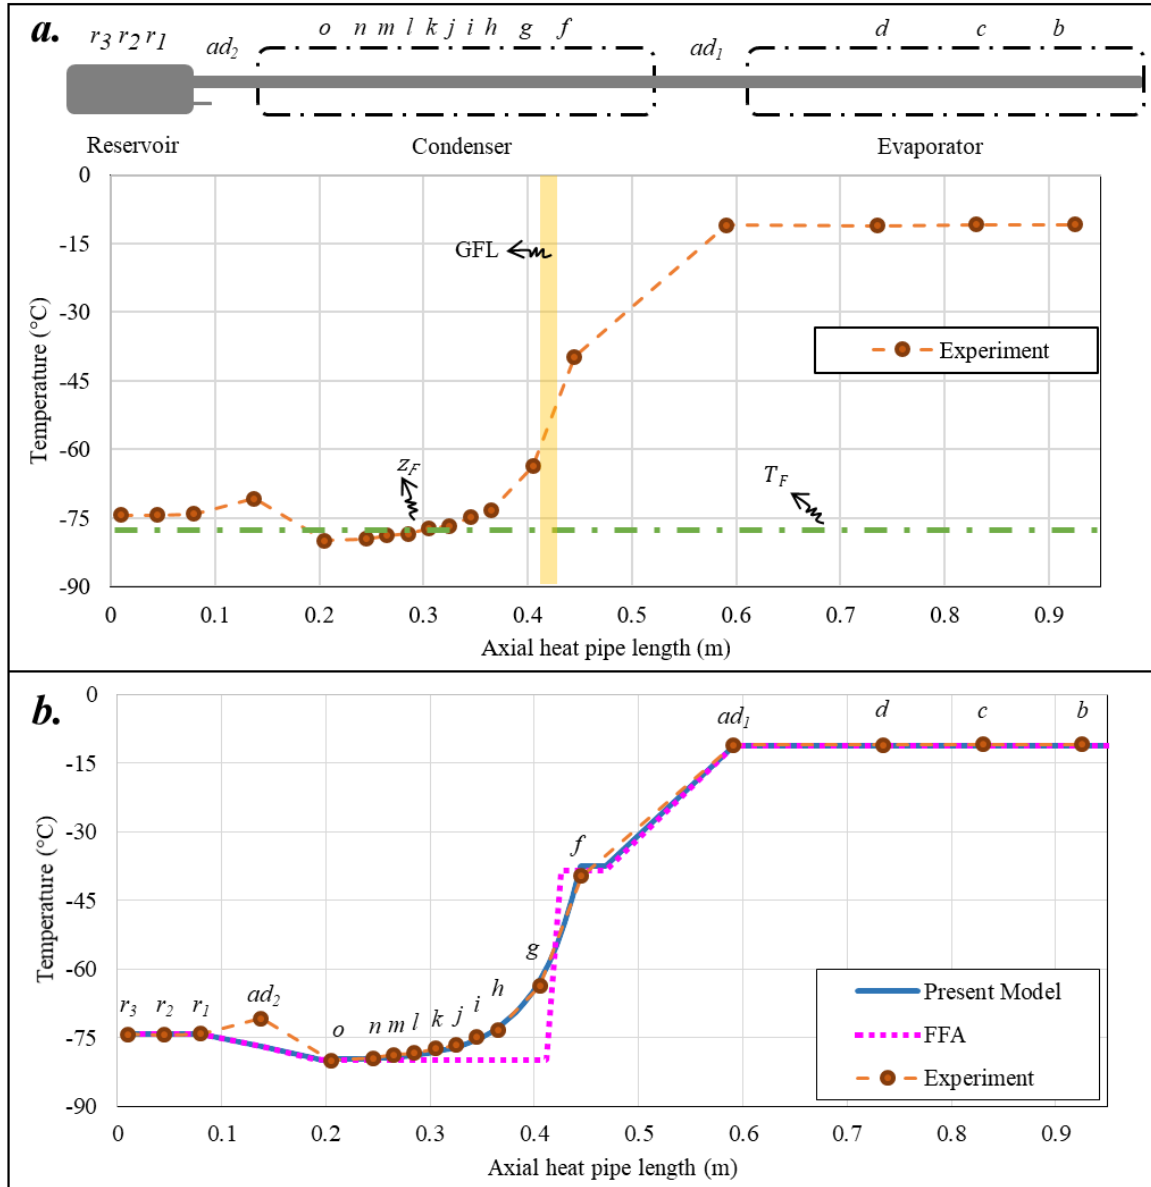 a.
r3 r2 r1 ad2 o n m l k j i h g f ad1 d c b
Reservoir Condenser Evaporator
0
-15
-30
-45
-60
-75
-90
Temperature (°C)
GFL
Experiment
zF
TF
0 0.1 0.2 0.3 0.4 0.5 0.6 0.7 0.8 0.9
Axial heat pipe length (m)
b.
0
-15
-30
-45
-60
-75
-90
Temperature (°C)
r3 r2 r1 ad2 o n m l k j i h g f ad1 d c b
Present Model
FFA
Experiment
0 0.1 0.2 0.3 0.4 0.5 0.6 0.7 0.8 0.9
Axial heat pipe length (m)